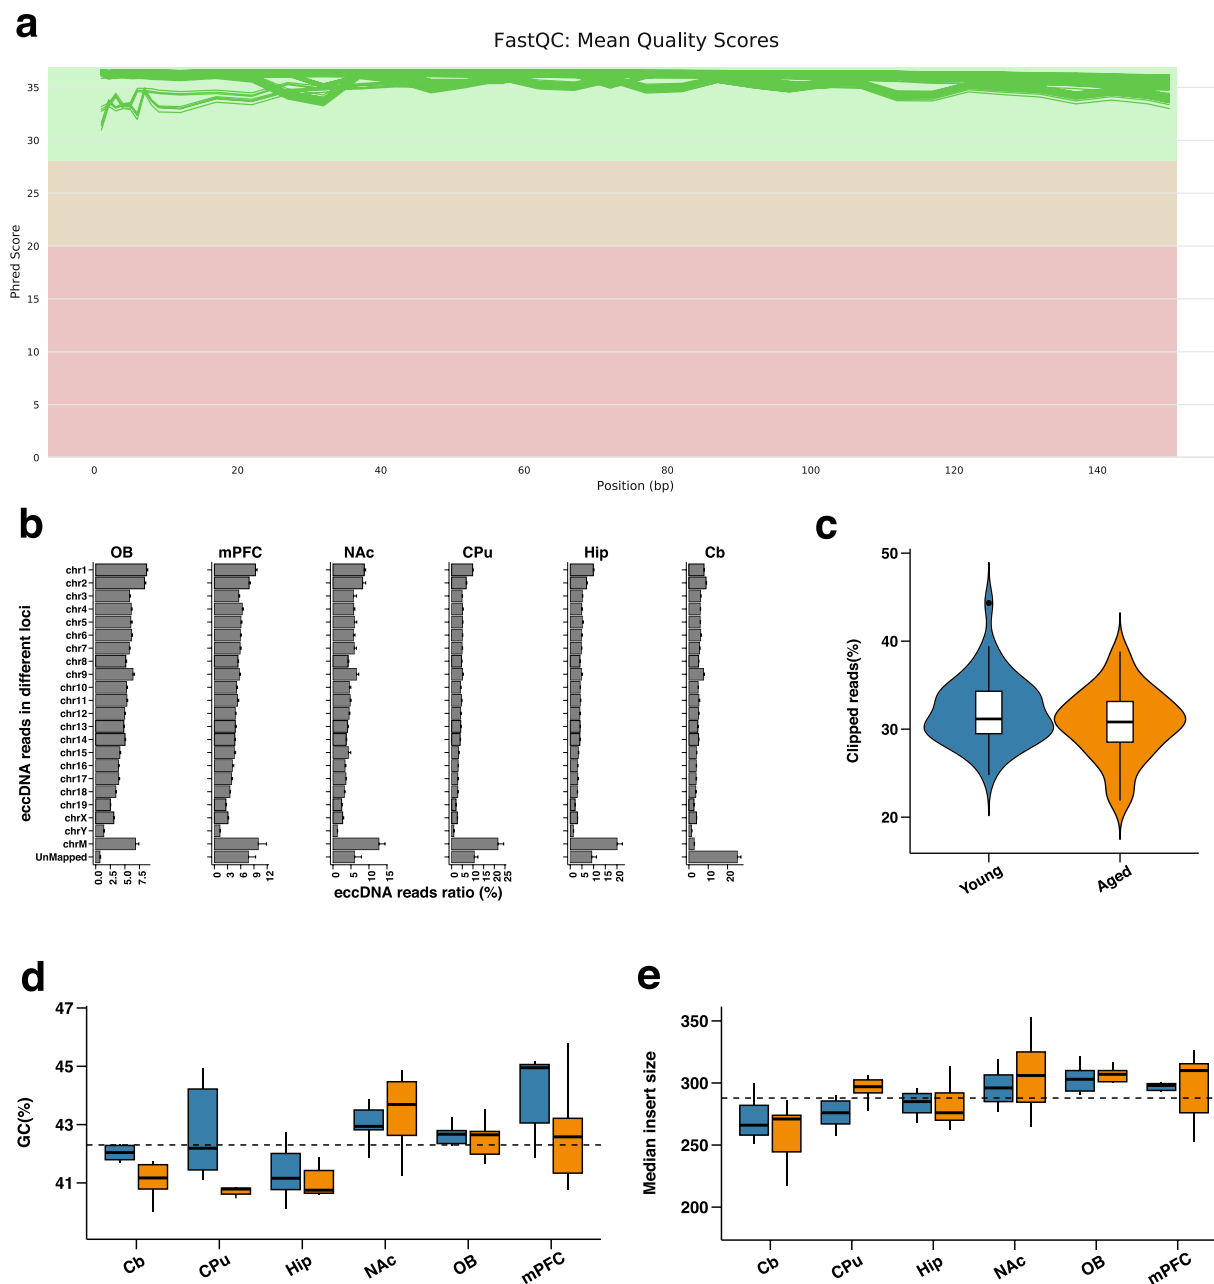 a
FastQC: Mean Quality Scores
35
30
25
20
15
10
5
0
Phred Score
0 20 40 60 80 100 120 140
Position (bp)
b
OB mPFC NAc CPu Hip Cb
eccDNA reads in different loci
chr1
chr2
chr3
chr4
chr5
chr6
chr7
chr8
chr9
chr10
chr11
chr12
chr13
chr14
chr15
chr16
chr17
chr18
chr19
chrX
chrY
chrM
UnMapped
0.0 2.5 5.0 7.5 0 3 6 9 12 0 5 10 15 0 5 10 15 20 25 0 5 10 15 20 0 10 20
eccDNA reads ratio (%)
c
50
40
30
20
Clipped reads(%)
Young Aged
d
47
45
43
41
GC(%)
Cb CPu Hip NAc OB mPFC
e
350
300
250
200
Median insert size
Cb CPu Hip NAc OB mPFC